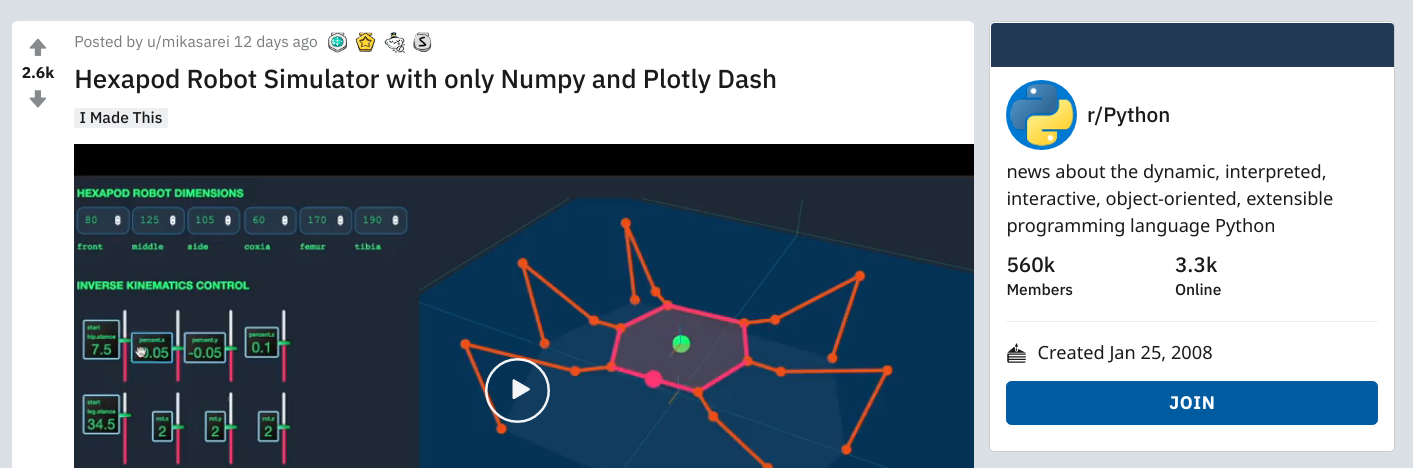 Posted by u/mikasarei 12 days ago
2.6k
Hexapod Robot Simulator with only Numpy and Plotly Dash
I Made This
HEXAPOD ROBOT DIMENSIONS
80 125 105 60 170 190
front middle side coxia femur tibia
INVERSE KINEMATICS CONTROL
start
hip.stance
7.5
percent.x
0.05
percent.y
-0.05
percent.z
0.1
start
leg.stance
34.5
rot.x
2
rot.y
2
rot.z
2
r/Python
news about the dynamic, interpreted,
interactive, object-oriented, extensible
programming language Python
560k 3.3k
Members Online
Created Jan 25, 2008
JOIN